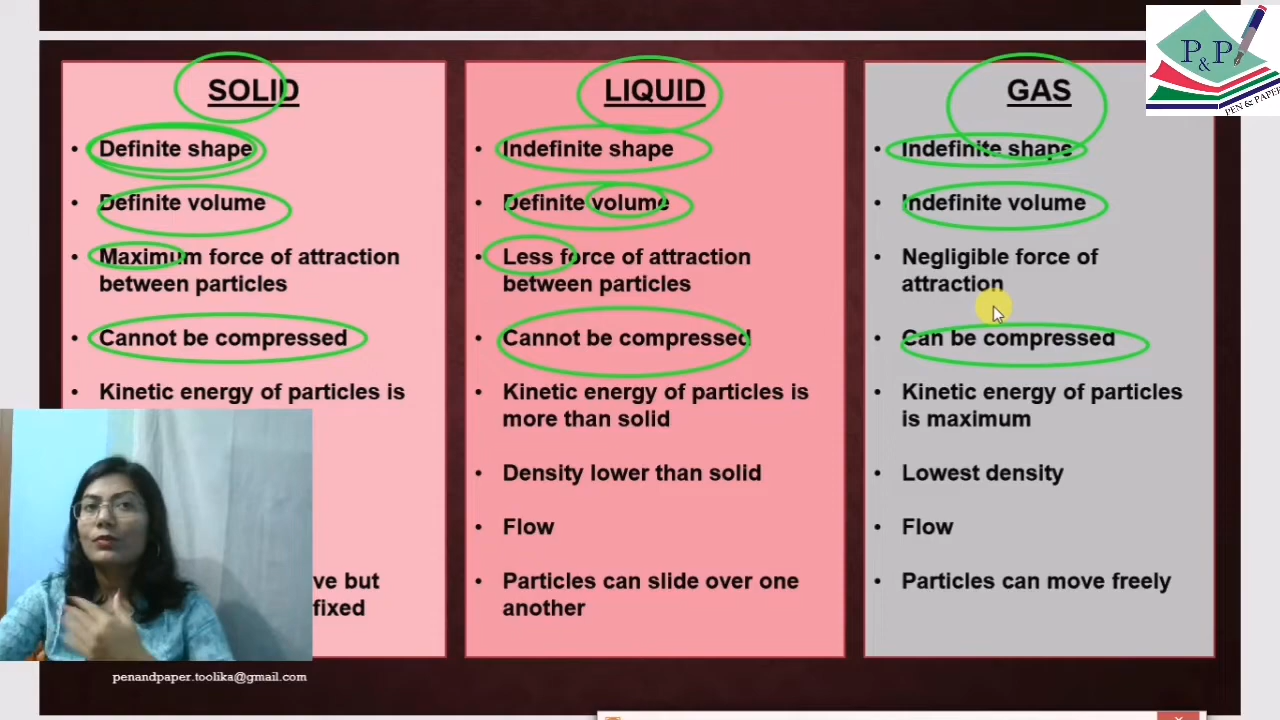 SOLID
• Definite shape
• Definite volume
• Maximum force of attraction
between particles
• Cannot be compressed
• Kinetic energy of particles is
ve but
fixed
LIQUID
• Indefinite shape
• Definite volume
• Less force of attraction
between particles
• Cannot be compressed
• Kinetic energy of particles is
more than solid
• Density lower than solid
• Flow
• Particles can slide over one
another
GAS
• Indefinite shape
• Indefinite volume
• Negligible force of
attraction
• Can be compressed
• Kinetic energy of particles
is maximum
• Lowest density
• Flow
• Particles can move freely
P&P
PEN & PAPER
penandpaper.toolika@gmail.com